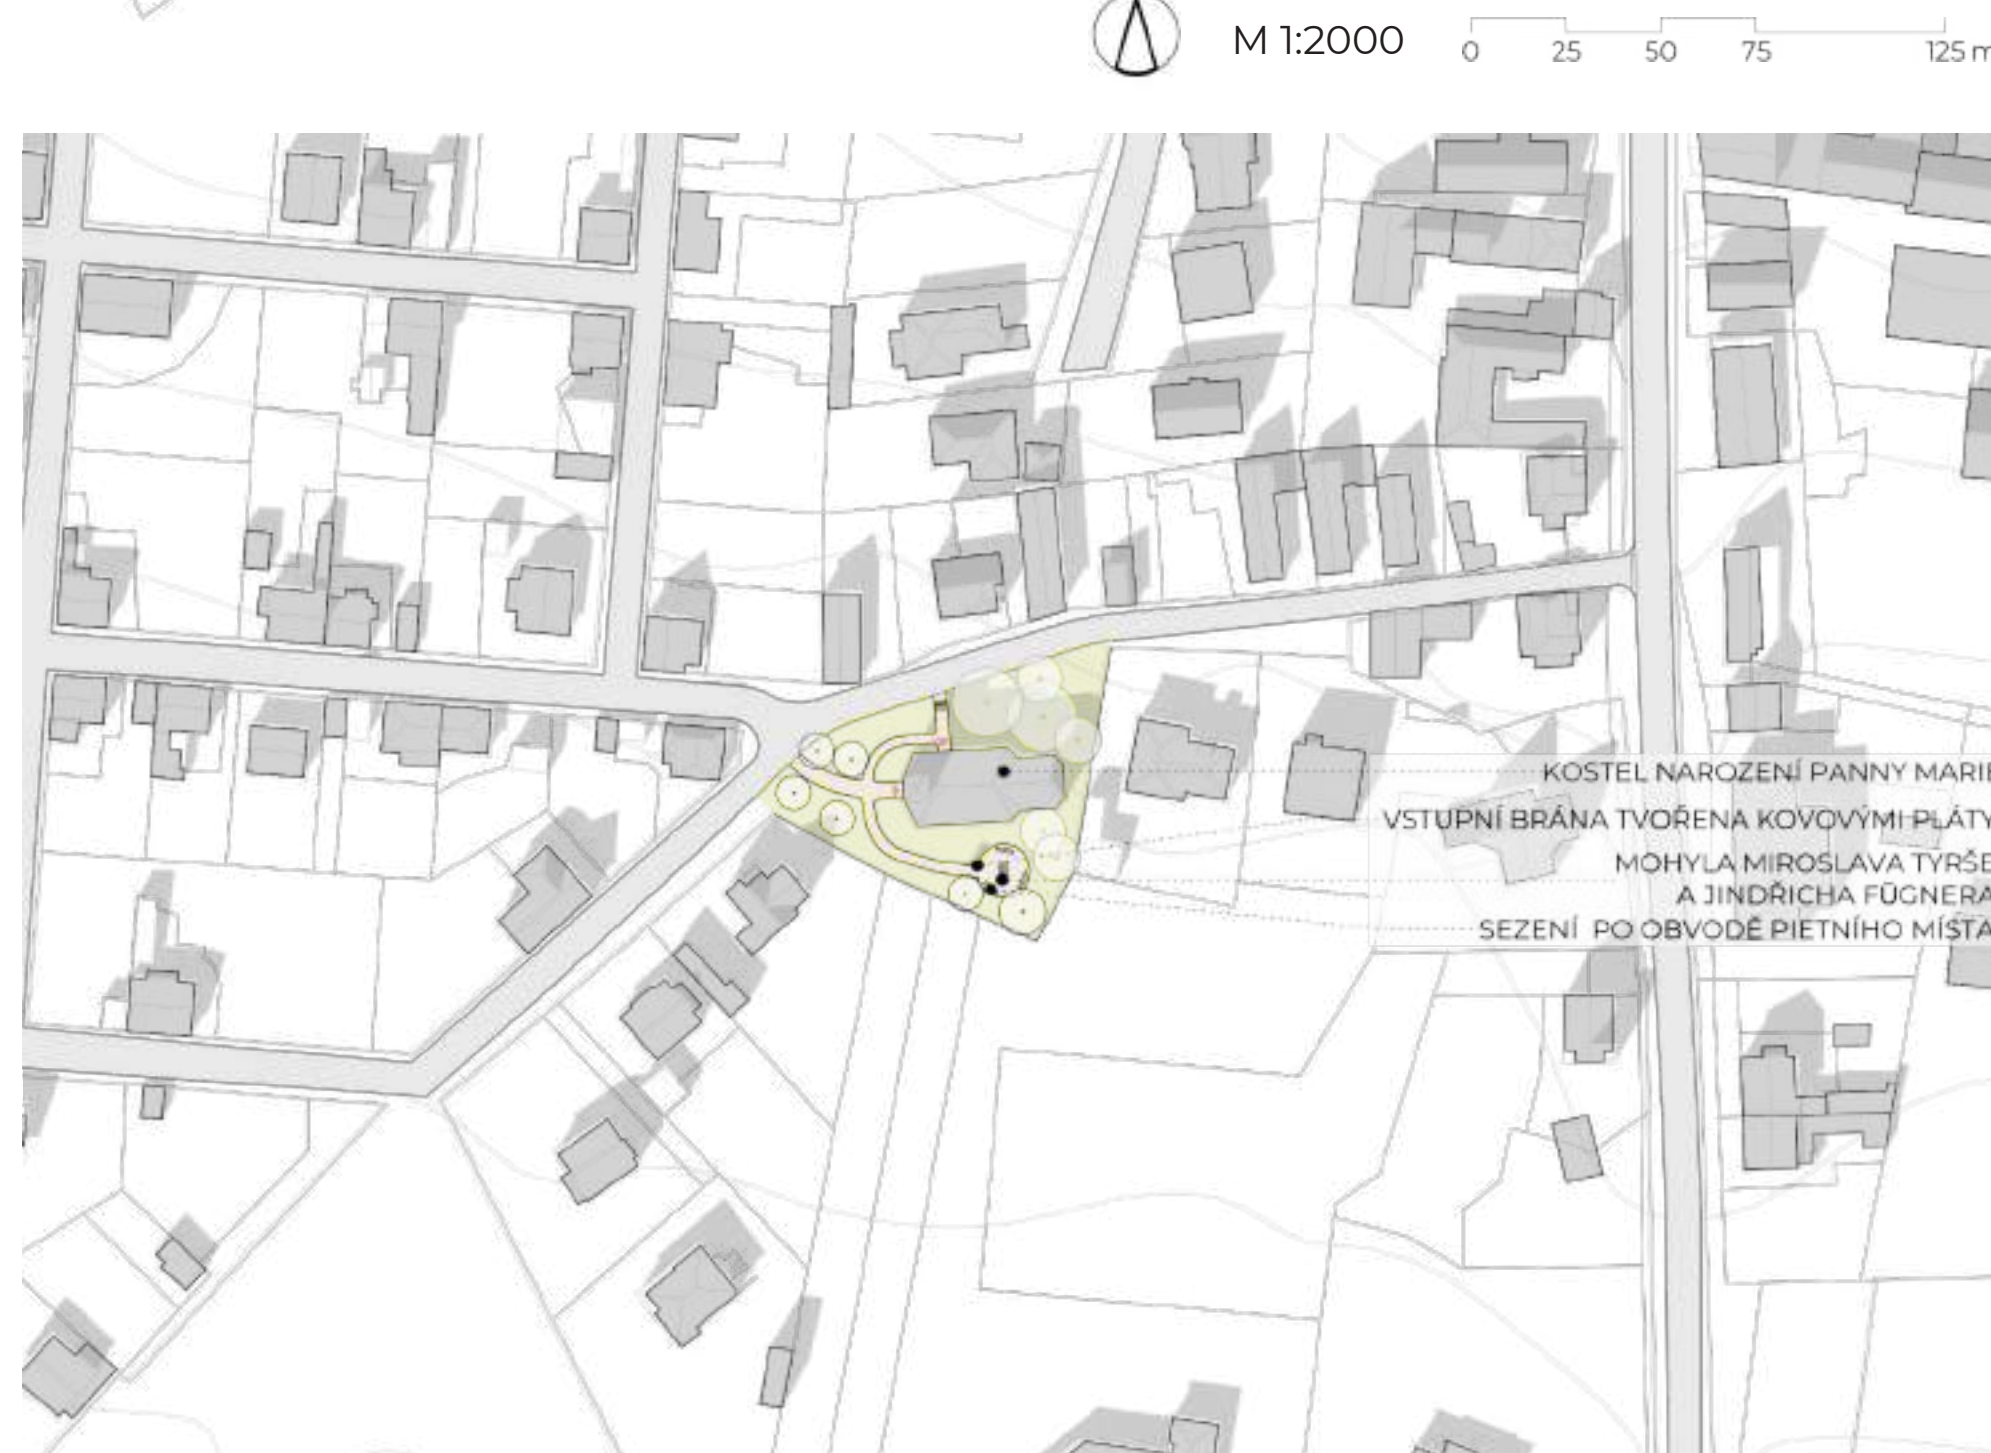 M 1:2000
0 25 50 75 125 m
KOSTEL NAROZENÍ PANNY MARIE
VSTUPNÍ BRÁNA TVOŘENA KOVOVÝMI PLÁTY
MOHYLA MIROSLAVA TYRŠE
A JINDŘICHA FÜGNERA
SEZENÍ PO OBVODĚ PIETNÍHO MÍSTA